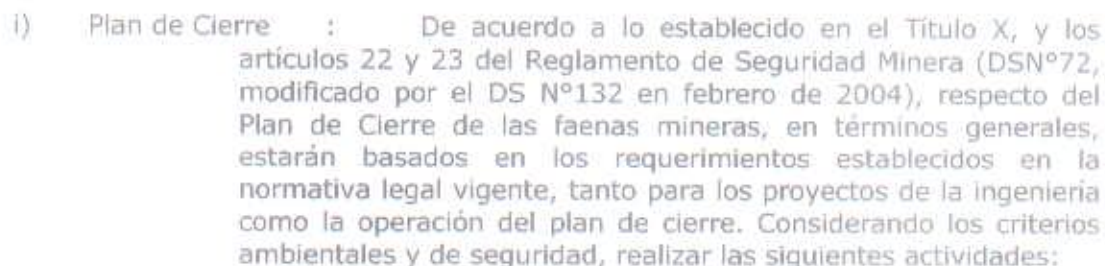 i) Plan de Cierre : De acuerdo a lo establecido en el Título X, y los
artículos 22 y 23 del Reglamento de Seguridad Minera (DSNº72,
modificado por el DS Nº132 en febrero de 2004), respecto del
Plan de Cierre de las faenas mineras, en términos generales,
estarán basados en los requerimientos establecidos en la
normativa legal vigente, tanto para los proyectos de la ingeniería
como la operación del plan de cierre. Considerando los criterios
ambientales y de seguridad, realizar las siguientes actividades: